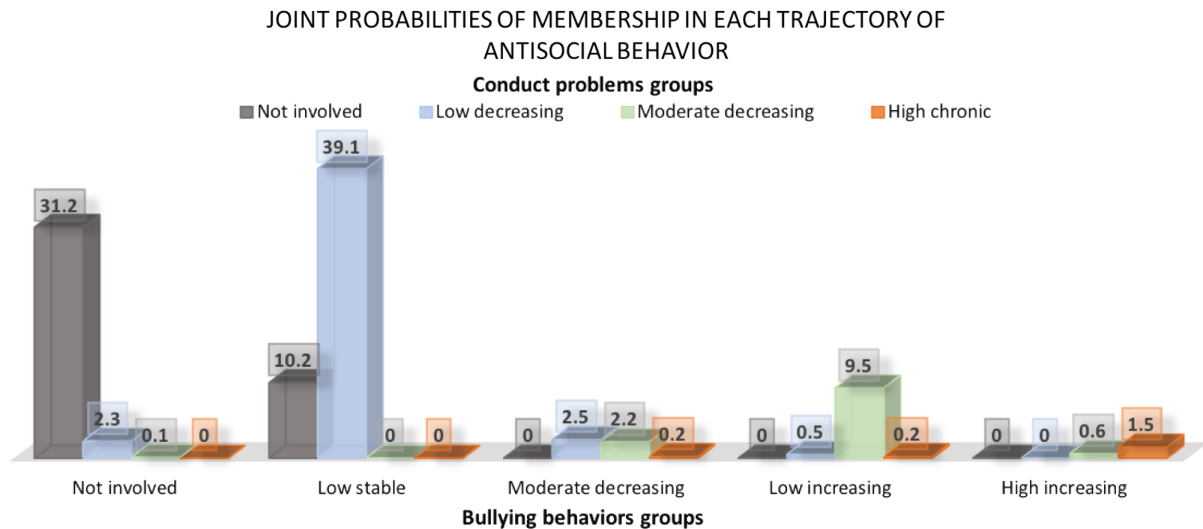 JOINT PROBABILITIES OF MEMBERSHIP IN EACH TRAJECTORY OF
ANTISOCIAL BEHAVIOR
Conduct problems groups
Not involved Low decreasing Moderate decreasing High chronic
31.2 2.3 0.1 0 10.2 39.1 0 0 0 2.5 2.2 0.2 0 0.5 9.5 0.2 0 0 0.6 1.5
Not involved Low stable Moderate decreasing Low increasing High increasing
Bullying behaviors groups